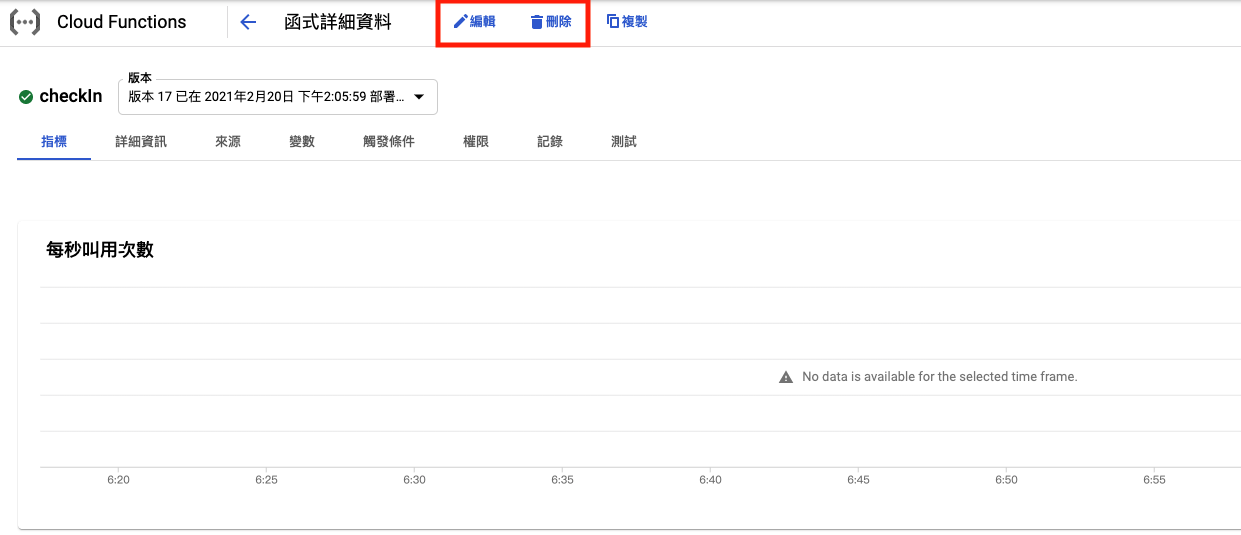 Cloud Functions 函式詳細資料 編輯 刪除 複製
版本
checkIn 版本 17 已在 2021年2月20日 下午2:05:59 部署...
指標 詳細資訊 來源 變數 觸發條件 權限 記錄 測試
每秒叫用次數
No data is available for the selected time frame.
6:20 6:25 6:30 6:35 6:40 6:45 6:50 6:55